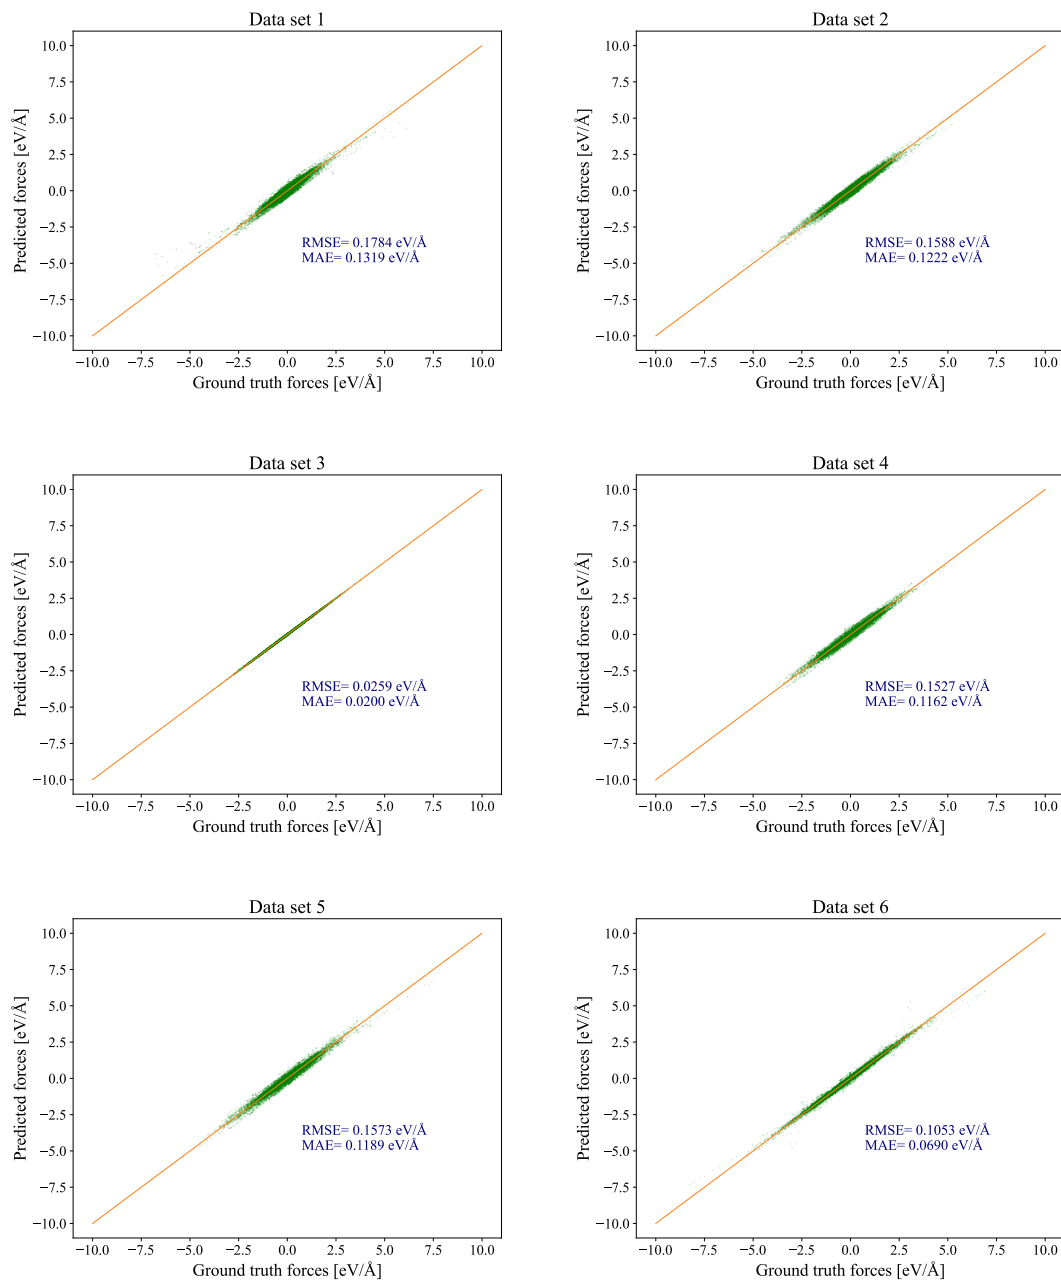 Data set 1
10.0
7.5
5.0
2.5
0.0
−2.5
−5.0
−7.5
−10.0
Predicted forces [eV/Å]
RMSE= 0.1784 eV/Å
MAE= 0.1319 eV/Å
−10.0 −7.5 −5.0 −2.5 0.0 2.5 5.0 7.5 10.0
Ground truth forces [eV/Å]
Data set 2
10.0
7.5
5.0
2.5
0.0
−2.5
−5.0
−7.5
−10.0
Predicted forces [eV/Å]
RMSE= 0.1588 eV/Å
MAE= 0.1222 eV/Å
−10.0 −7.5 −5.0 −2.5 0.0 2.5 5.0 7.5 10.0
Ground truth forces [eV/Å]
Data set 3
10.0
7.5
5.0
2.5
0.0
−2.5
−5.0
−7.5
−10.0
Predicted forces [eV/Å]
RMSE= 0.0259 eV/Å
MAE= 0.0200 eV/Å
−10.0 −7.5 −5.0 −2.5 0.0 2.5 5.0 7.5 10.0
Ground truth forces [eV/Å]
Data set 4
10.0
7.5
5.0
2.5
0.0
−2.5
−5.0
−7.5
−10.0
Predicted forces [eV/Å]
RMSE= 0.1527 eV/Å
MAE= 0.1162 eV/Å
−10.0 −7.5 −5.0 −2.5 0.0 2.5 5.0 7.5 10.0
Ground truth forces [eV/Å]
Data set 5
10.0
7.5
5.0
2.5
0.0
−2.5
−5.0
−7.5
−10.0
Predicted forces [eV/Å]
RMSE= 0.1573 eV/Å
MAE= 0.1189 eV/Å
−10.0 −7.5 −5.0 −2.5 0.0 2.5 5.0 7.5 10.0
Ground truth forces [eV/Å]
Data set 6
10.0
7.5
5.0
2.5
0.0
−2.5
−5.0
−7.5
−10.0
Predicted forces [eV/Å]
RMSE= 0.1053 eV/Å
MAE= 0.0690 eV/Å
−10.0 −7.5 −5.0 −2.5 0.0 2.5 5.0 7.5 10.0
Ground truth forces [eV/Å]